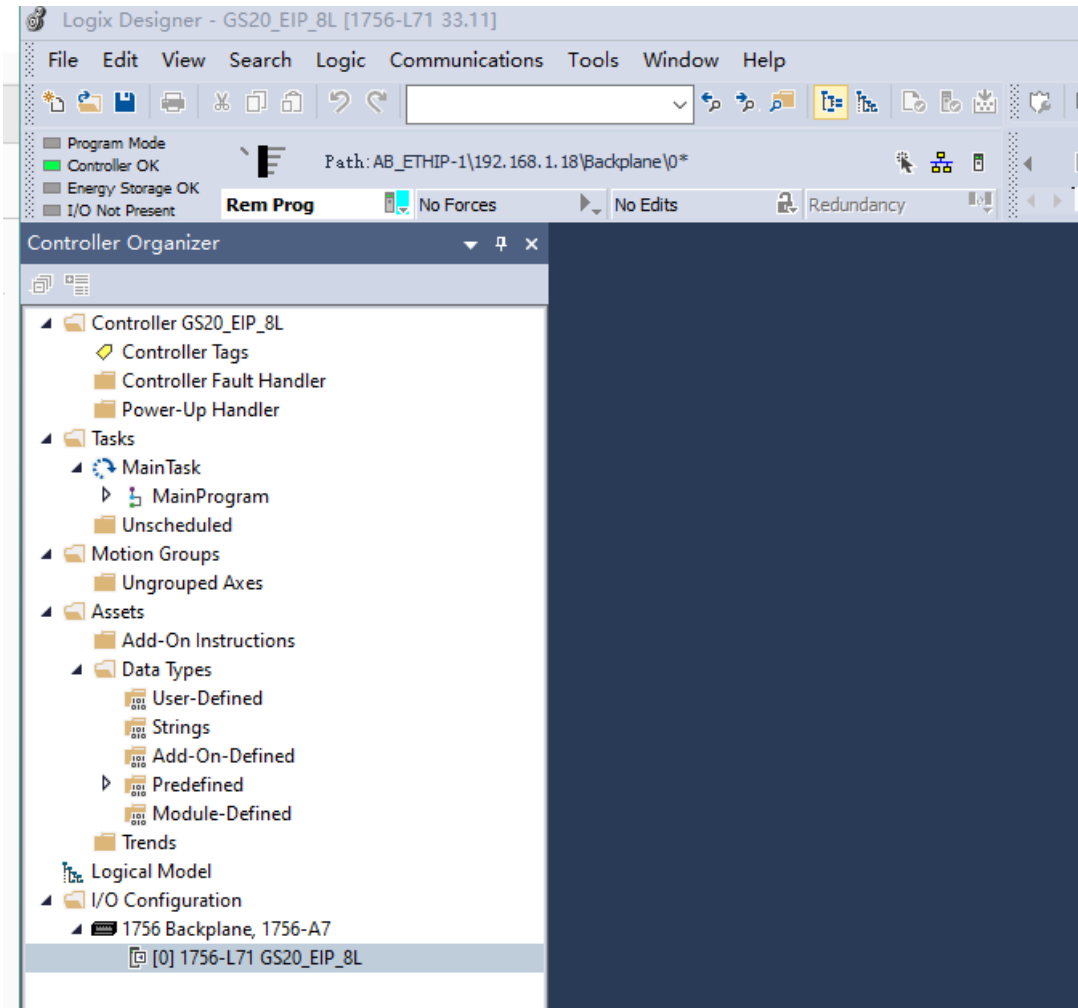 Logix Designer - GS20_EIP_8L [1756-L71 33.11]
File Edit View Search Logic Communications Tools Window Help
Program Mode
Controller OK
Energy Storage OK
I/O Not Present
Path: AB_ETHIP-1\192.168.1.18\Backplane\0*
Rem Prog No Forces No Edits Redundancy
Controller Organizer
Controller GS20_EIP_8L
Controller Tags
Controller Fault Handler
Power-Up Handler
Tasks
MainTask
MainProgram
Unscheduled
Motion Groups
Ungrouped Axes
Assets
Add-On Instructions
Data Types
User-Defined
Strings
Add-On-Defined
Predefined
Module-Defined
Trends
Logical Model
I/O Configuration
1756 Backplane, 1756-A7
[0] 1756-L71 GS20_EIP_8L